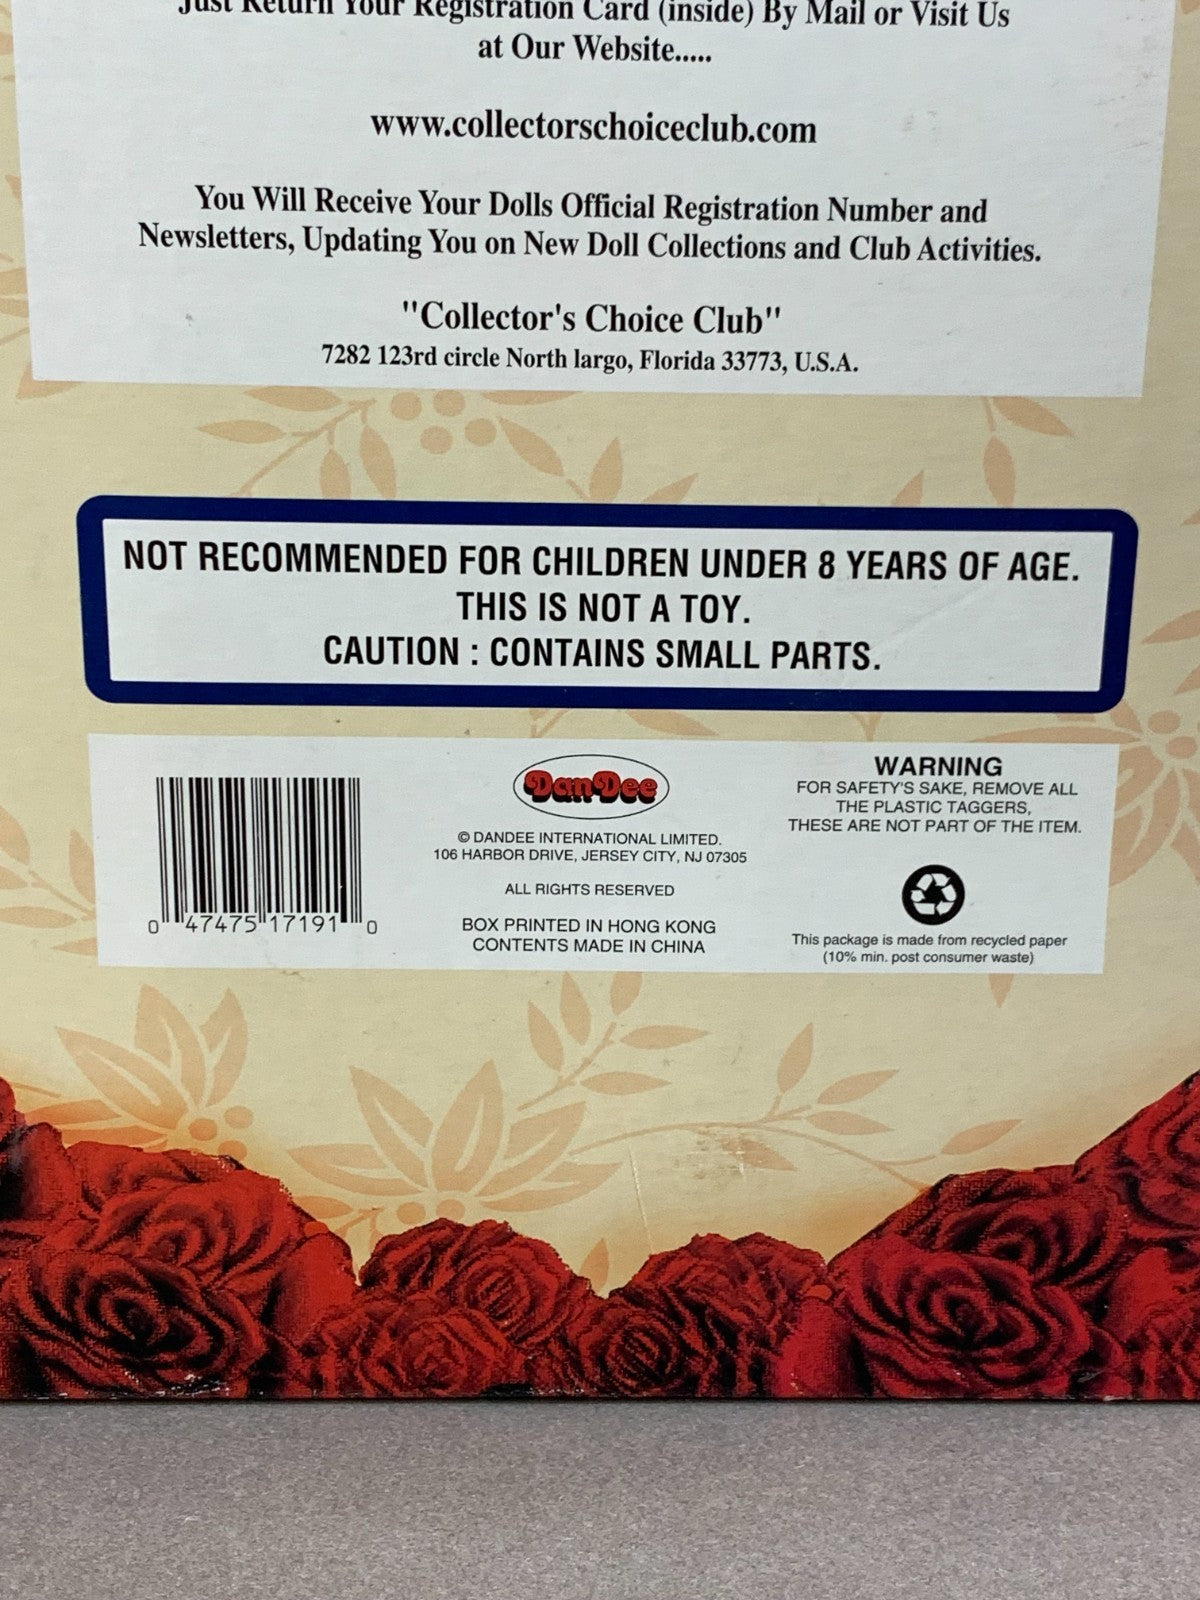 Just Return Your Registration Card (inside) By Mail or Visit Us
at Our Website.....
www.collectorschoiceclub.com
You Will Receive Your Dolls Official Registration Number and
Newsletters, Updating You on New Doll Collections and Club Activities.
"Collector's Choice Club"
7282 123rd circle North largo, Florida 33773, U.S.A.
NOT RECOMMENDED FOR CHILDREN UNDER 8 YEARS OF AGE.
THIS IS NOT A TOY.
CAUTION : CONTAINS SMALL PARTS.
0 47475 17191 0
DanDee
© DANDEE INTERNATIONAL LIMITED.
106 HARBOR DRIVE, JERSEY CITY, NJ 07305
ALL RIGHTS RESERVED
BOX PRINTED IN HONG KONG
CONTENTS MADE IN CHINA
WARNING
FOR SAFETY'S SAKE, REMOVE ALL
THE PLASTIC TAGGERS,
THESE ARE NOT PART OF THE ITEM.
This package is made from recycled paper
(10% min. post consumer waste)